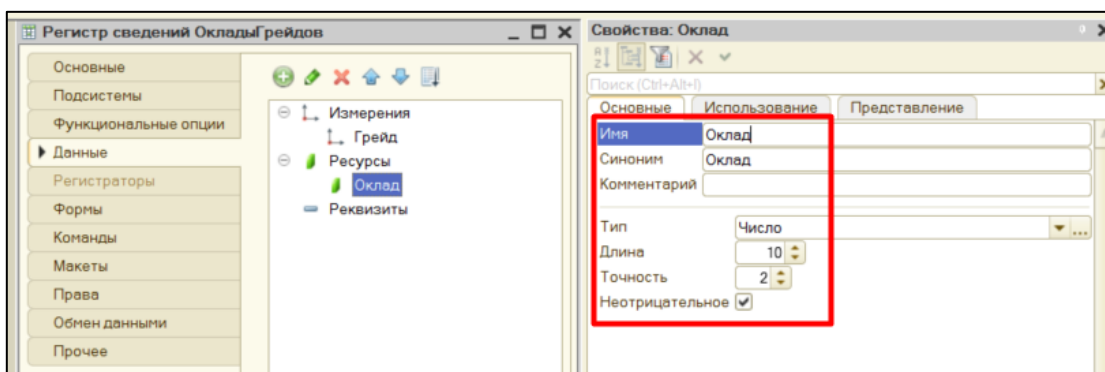 Регистр сведений ОкладыГрейдов
Основные
Подсистемы
Функциональные опции
Данные
Регистраторы
Формы
Команды
Макеты
Права
Обмен данными
Прочее
Измерения
Грейд
Ресурсы
Оклад
Реквизиты
Свойства: Оклад
Поиск (Ctrl+Alt+I)
Основные Использование Представление
Имя Оклад
Синоним Оклад
Комментарий
Тип Число
Длина 10
Точность 2
Неотрицательное